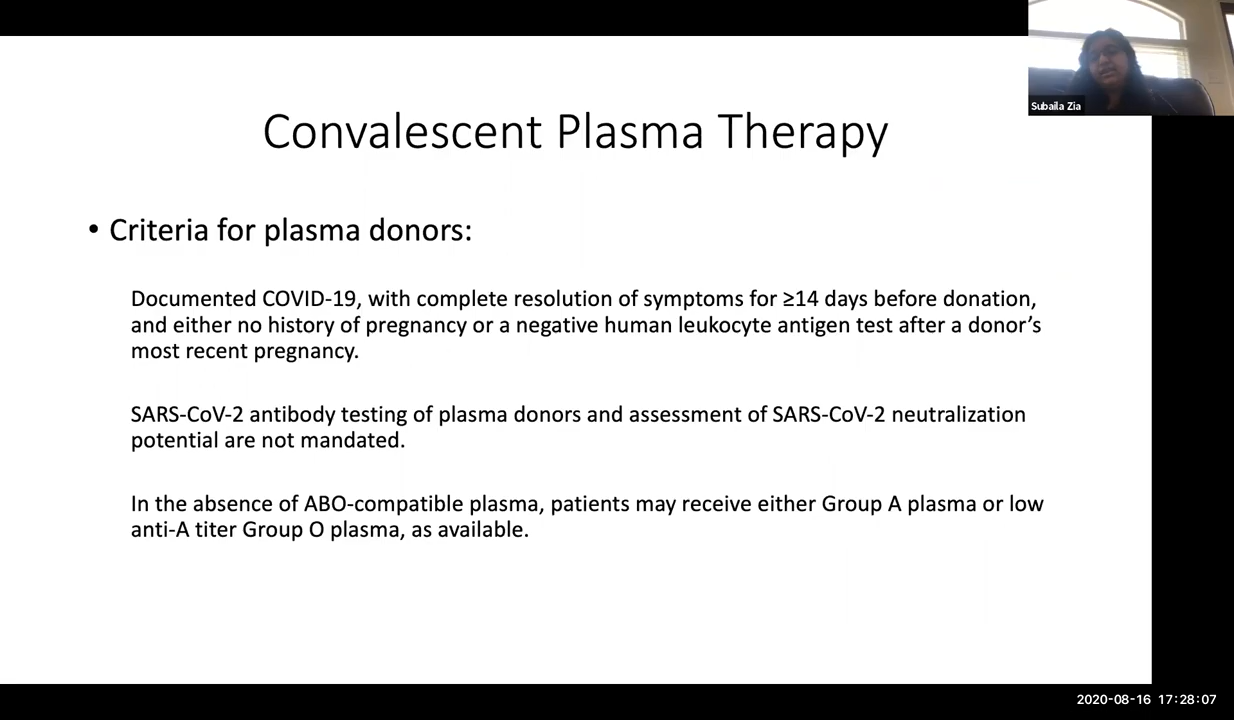 Subaila Zia
Convalescent Plasma Therapy
• Criteria for plasma donors:
Documented COVID-19, with complete resolution of symptoms for ≥14 days before donation,
and either no history of pregnancy or a negative human leukocyte antigen test after a donor’s
most recent pregnancy.
SARS-CoV-2 antibody testing of plasma donors and assessment of SARS-CoV-2 neutralization
potential are not mandated.
In the absence of ABO-compatible plasma, patients may receive either Group A plasma or low
anti-A titer Group O plasma, as available.
2020-08-16 17:28:07